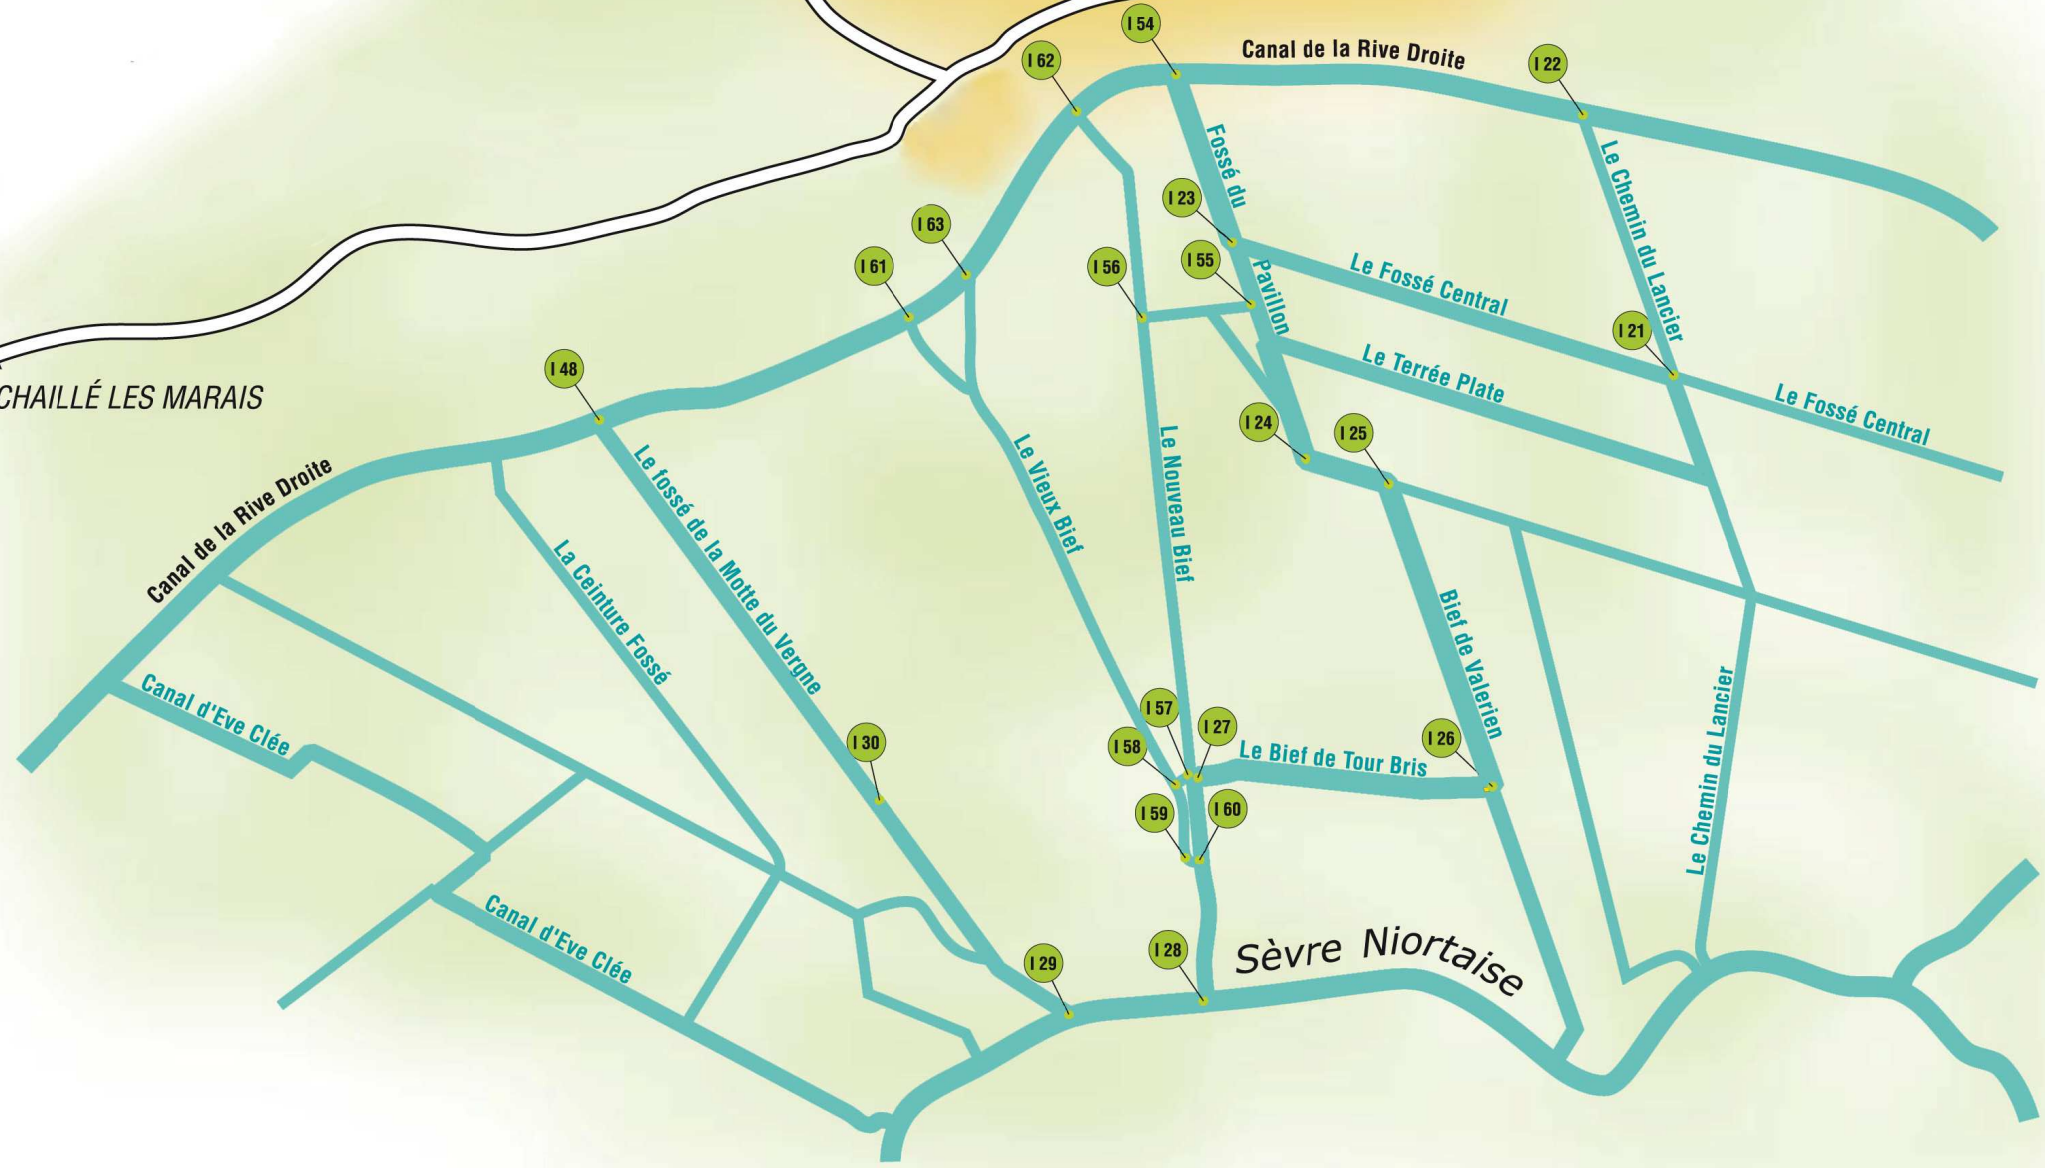 I 54
Canal de la Rive Droite
I 62
I 22
Fossé du
Le Chemin du Lancier
I 23
I 63
I 55
I 61
I 56
Pavillon
Le Fossé Central
I 21
Le Terrée Plate
I 48
CHAILLÉ LES MARAIS
Le Fossé Central
I 24
I 25
Le Vieux Bief
Le Nouveau Bief
Le fossé de la Motte du Vergne
Canal de la Rive Droite
La Ceinture Fossé
Bief de Valerien
Le Chemin du Lancier
Canal d'Eve Clée
I 57
I 27
I 58
I 30
Le Bief de Tour Bris
I 26
I 59
I 60
Canal d'Eve Clée
I 29
I 28
Sèvre Niortaise